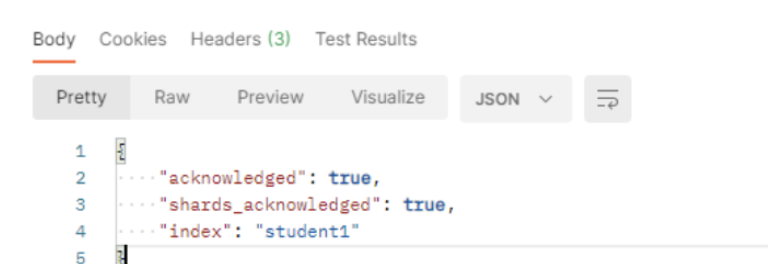 Body Cookies Headers (3) Test Results
Pretty Raw Preview Visualize JSON
1 {
2 "acknowledged": true,
3 "shards_acknowledged": true,
4 "index": "student1"
5 }